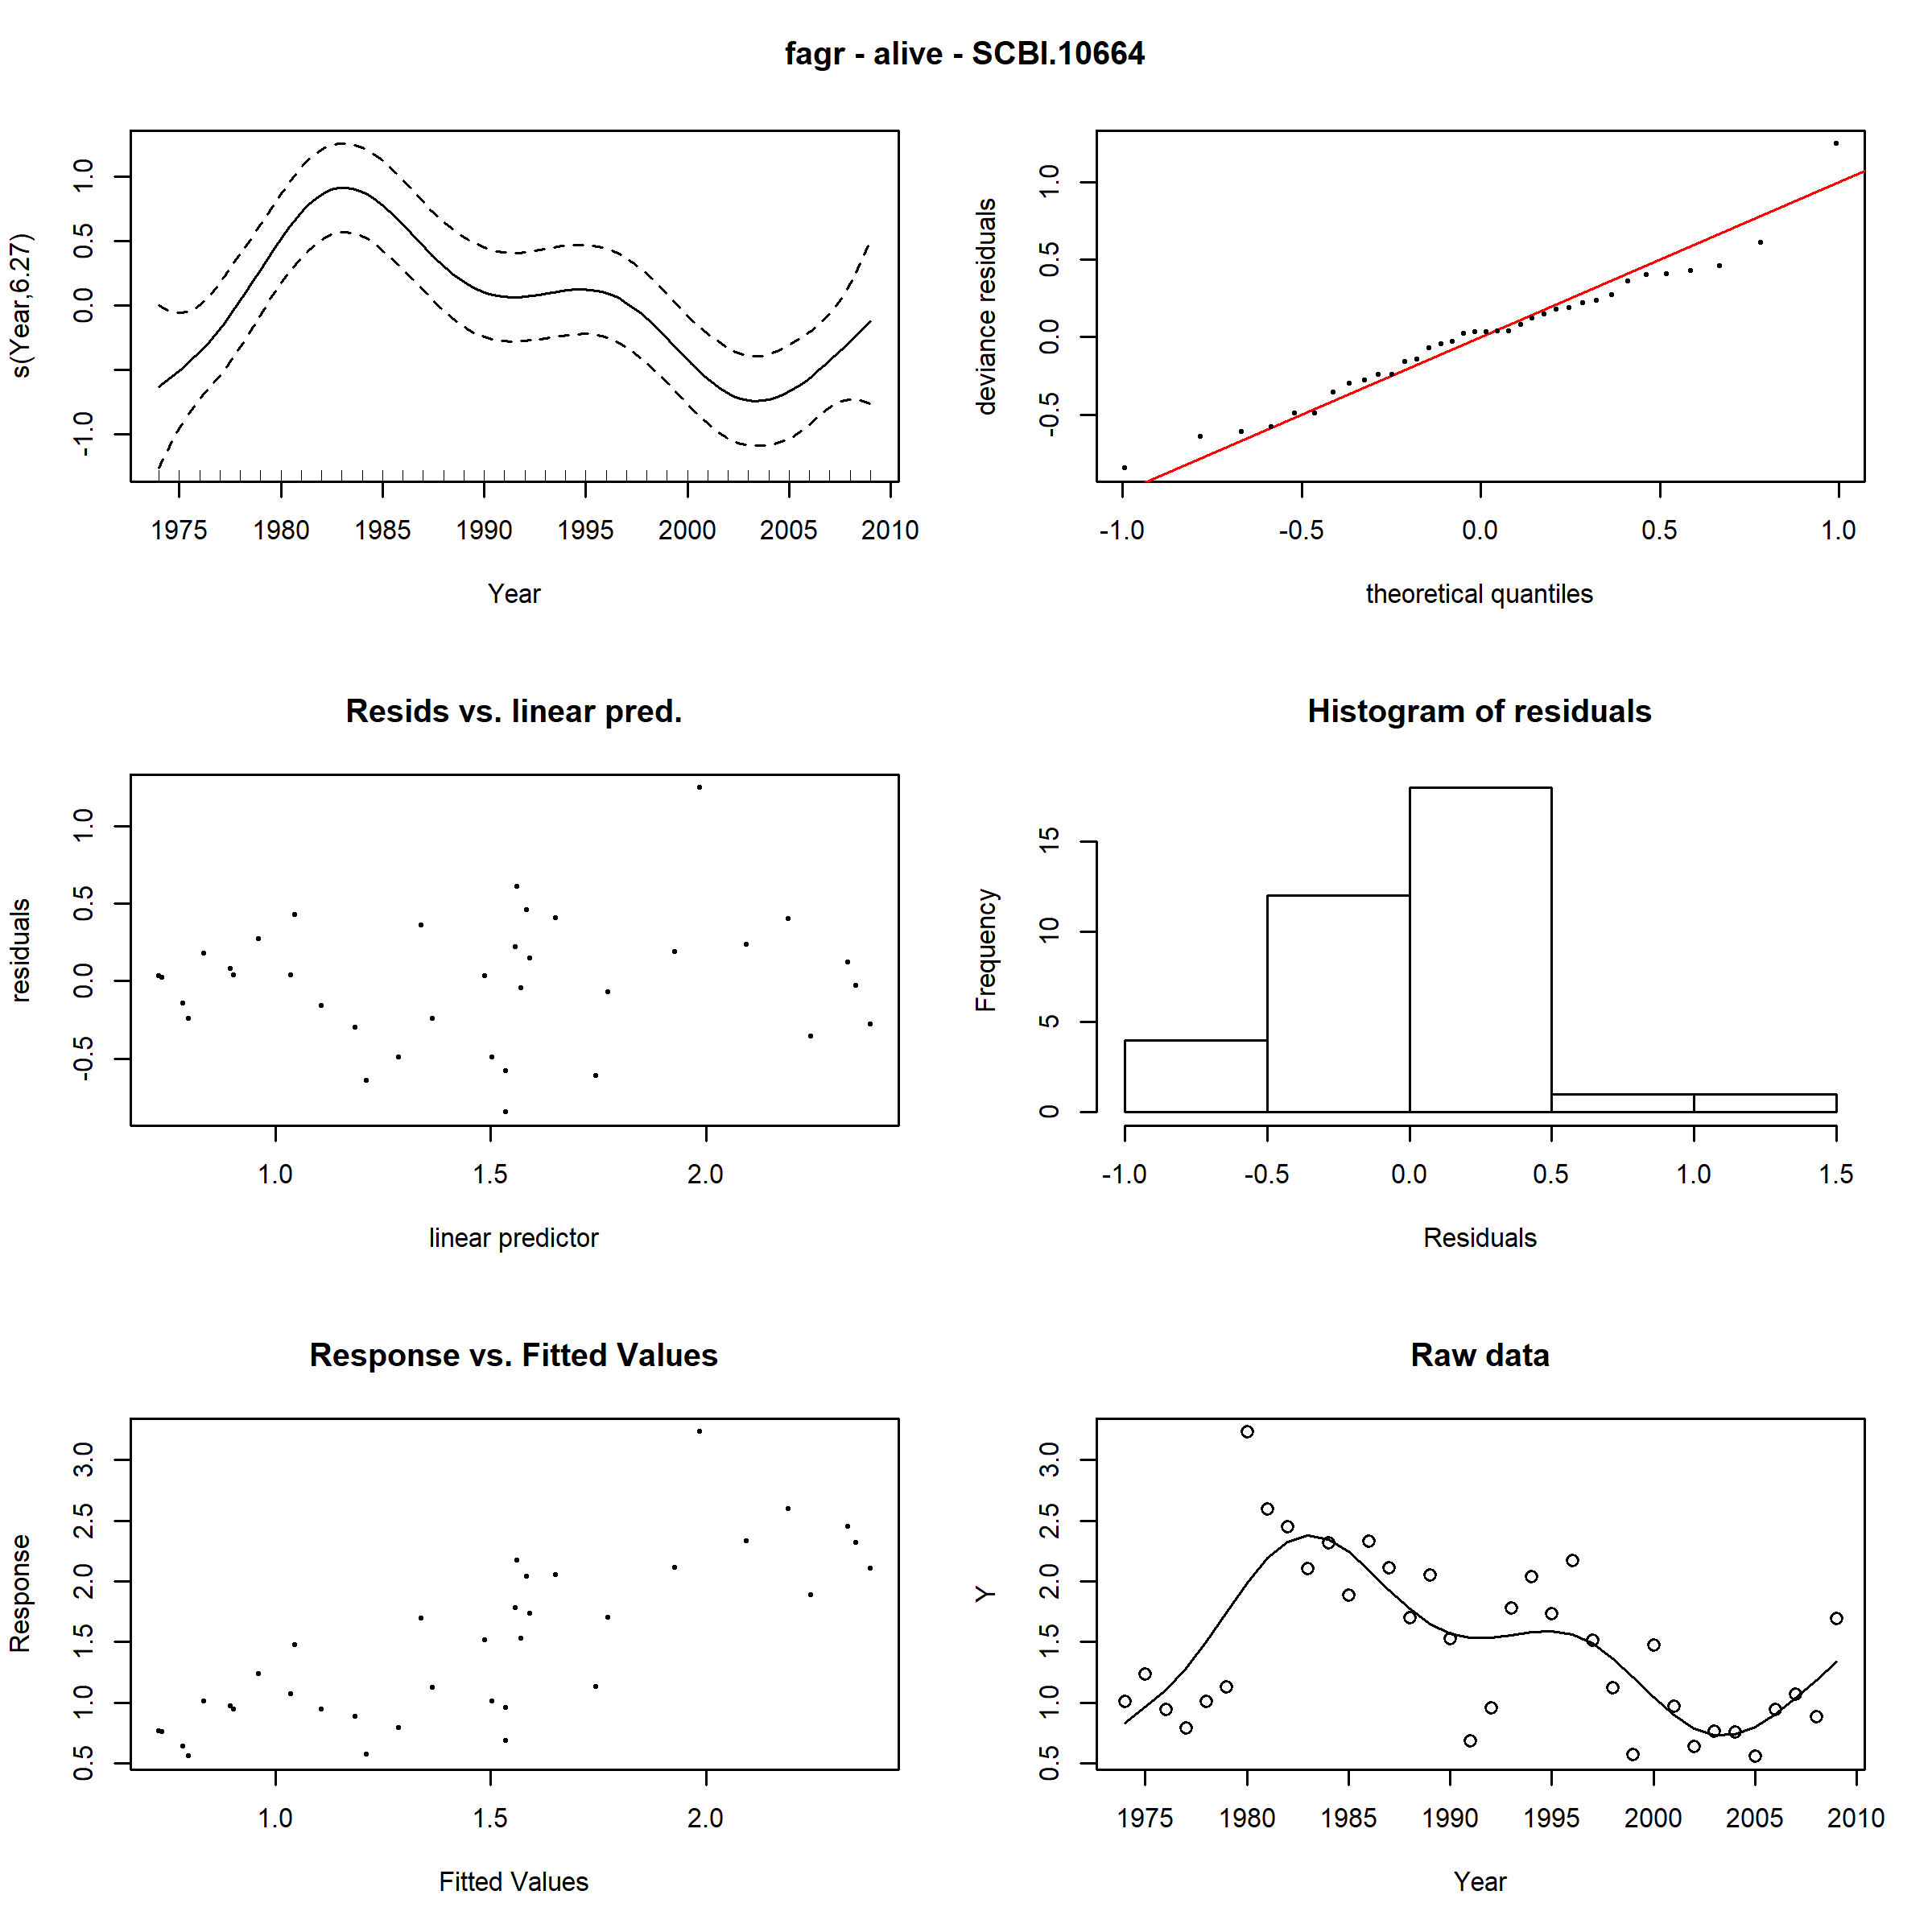 fagr - alive - SCBI.10664
s(Year,6.27)
-1.0 0.0 0.5 1.0
1975 1980 1985 1990 1995 2000 2005 2010
Year
deviance residuals
-0.5 0.0 0.5 1.0
-1.0 -0.5 0.0 0.5 1.0
theoretical quantiles
Resids vs. linear pred.
residuals
-0.5 0.0 0.5 1.0
1.0 1.5 2.0
linear predictor
Histogram of residuals
Frequency
0 5 10 15
-1.0 -0.5 0.0 0.5 1.0 1.5
Residuals
Response vs. Fitted Values
Response
0.5 1.0 1.5 2.0 2.5 3.0
1.0 1.5 2.0
Fitted Values
Raw data
Y
0.5 1.0 1.5 2.0 2.5 3.0
1975 1980 1985 1990 1995 2000 2005 2010
Year